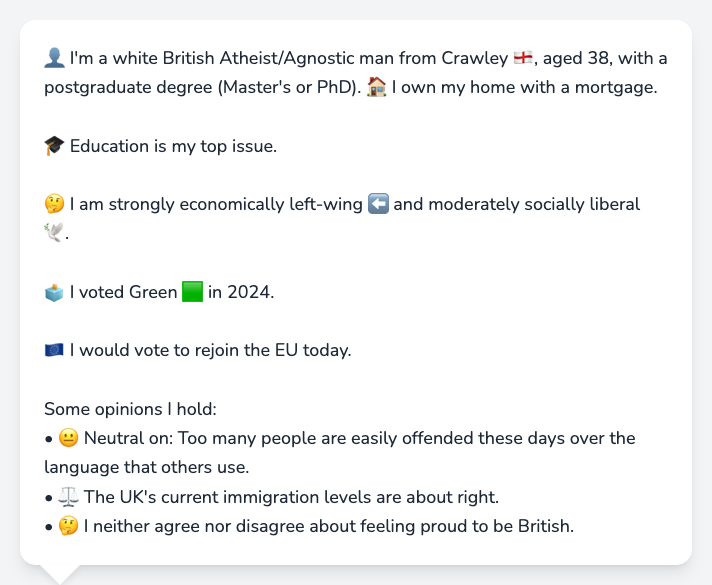 👤 I'm a white British Atheist/Agnostic man from Crawley 🏴󠁧󠁢󠁥󠁮󠁧󠁿, aged 38, with a
postgraduate degree (Master's or PhD). 🏠 I own my home with a mortgage.
🎓 Education is my top issue.
🤔 I am strongly economically left-wing ⬅️ and moderately socially liberal
🕊️.
🗳️ I voted Green 🟩 in 2024.
🇪🇺 I would vote to rejoin the EU today.
Some opinions I hold:
• 😐 Neutral on: Too many people are easily offended these days over the
language that others use.
• ⚖️ The UK's current immigration levels are about right.
• 🤔 I neither agree nor disagree about feeling proud to be British.